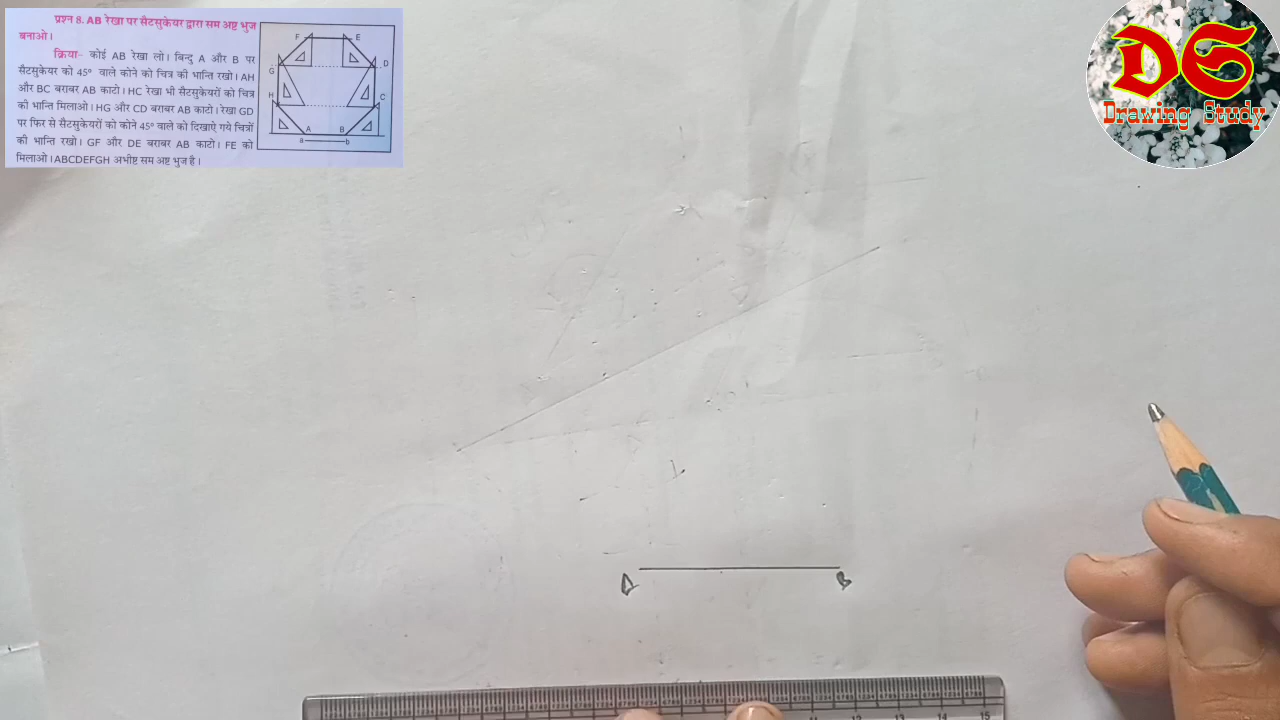 प्रश्न 8. AB रेखा पर सैटसुकेयर द्वारा सम अष्ट भुज
बनाओ।
क्रिया- कोई AB रेखा लो। बिन्दु A और B पर
सैटसुकेयर को 45° वाले कोने को चित्र की भान्ति रखो। AH
और BC बराबर AB काटो। HC रेखा भी सैटसुकेयरों को चित्र
की भान्ति मिलाओ। HG और CD बराबर AB काटो। रेखा GD
पर फिर से सैटसुकेयरों को कोने 45° वाले को दिखाऐ गये चित्रों
की भान्ति रखो। GF और DE बराबर AB काटो। FE को
मिलाओ। ABCDEFGH अभीष्ट सम अष्ट भुज है।
F E
G D
H C
A B
a b
DS
Drawing Study
A B
12 13 14 15